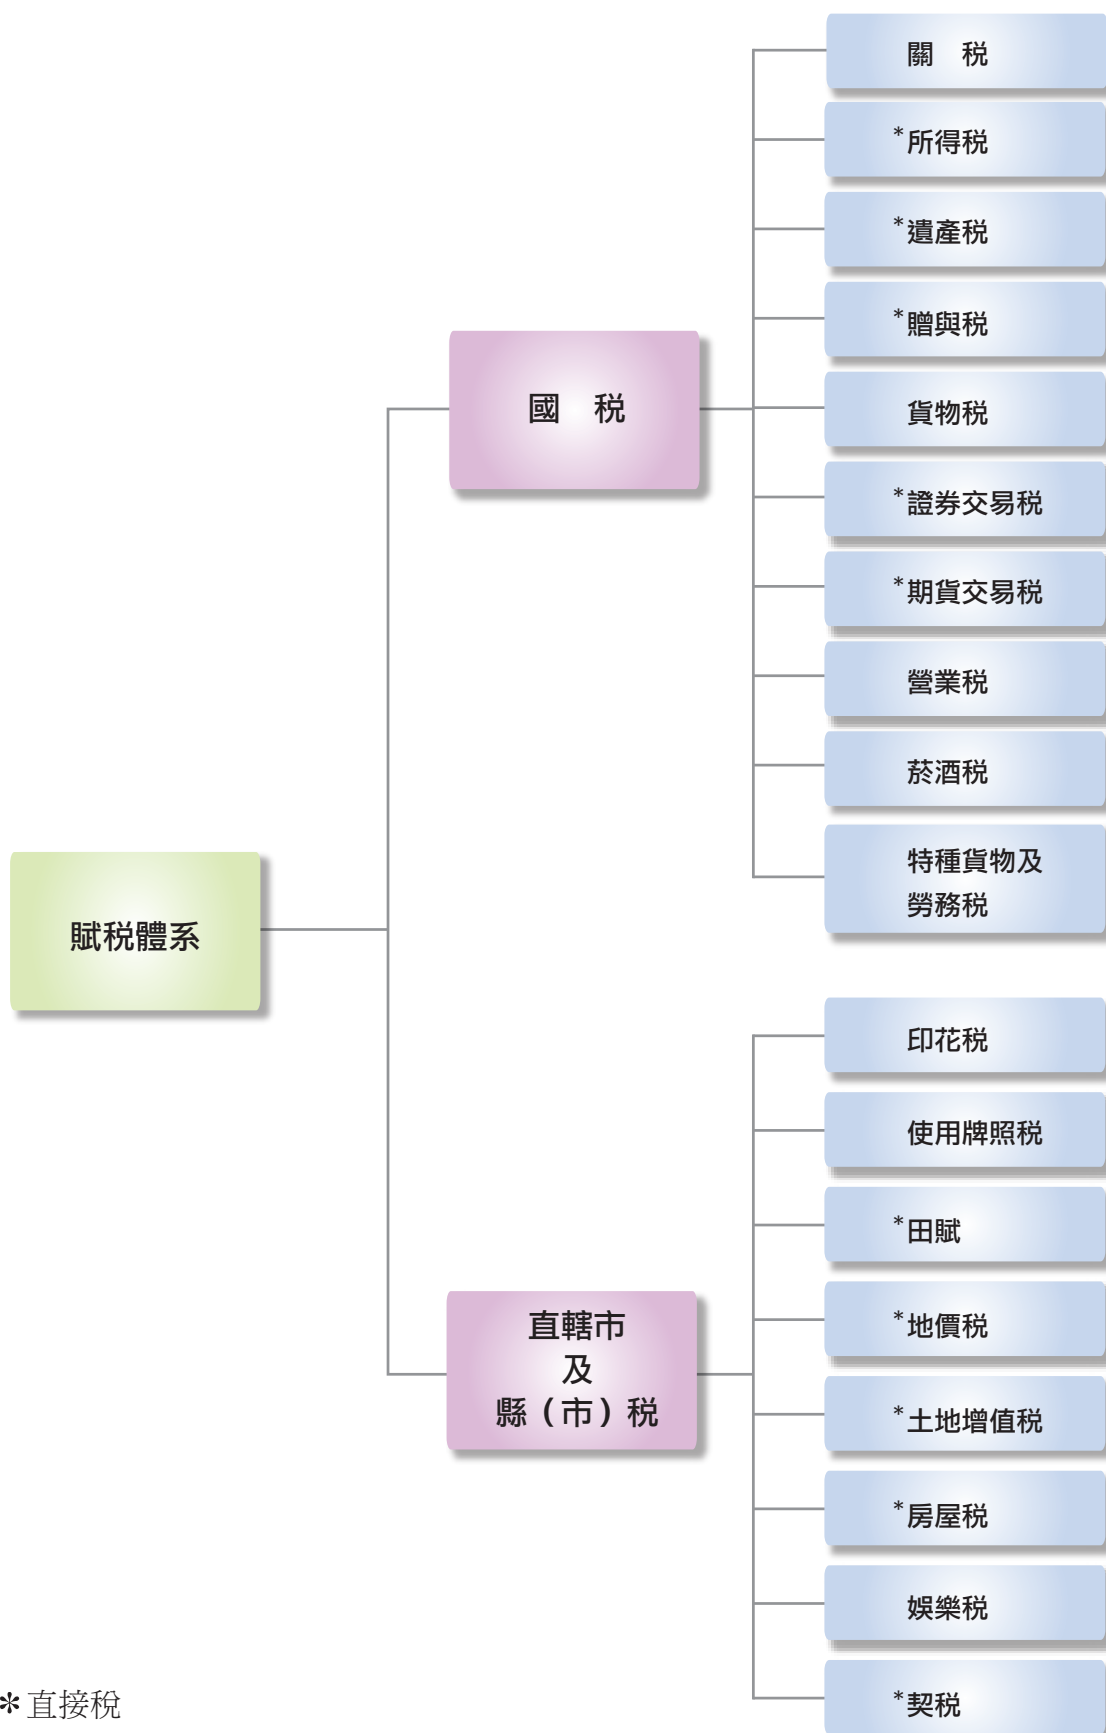 關　稅
*所得稅
*遺產稅
*贈與稅
國　稅
貨物稅
*證券交易稅
*期貨交易稅
營業稅
菸酒稅
特種貨物及
勞務稅
賦稅體系
印花稅
使用牌照稅
*田賦
直轄市
及
縣（市）稅
*地價稅
*土地增值稅
*房屋稅
娛樂稅
*契稅
*直接稅